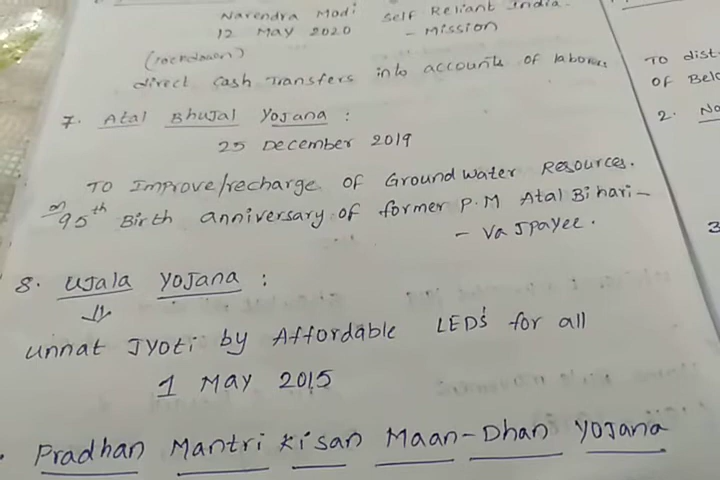 Narendra Modi Self Reliant India.
12 May 2020 - Mission
(lockdown)
direct cash Transfers into accounts of labours
7. Atal Bhujal Yojana :
25 December 2019
To Improve/recharge of Ground water Resources.
on 95th Birth anniversary of former P.M Atal Bihari -
- Vajpayee.
8. Ujala Yojana :
⇓
unnat Jyoti by Affordable LED's for all
1 May 2015
Pradhan Mantri Kisan Maan-Dhan Yojana
To dist
of Belo
2. No
3